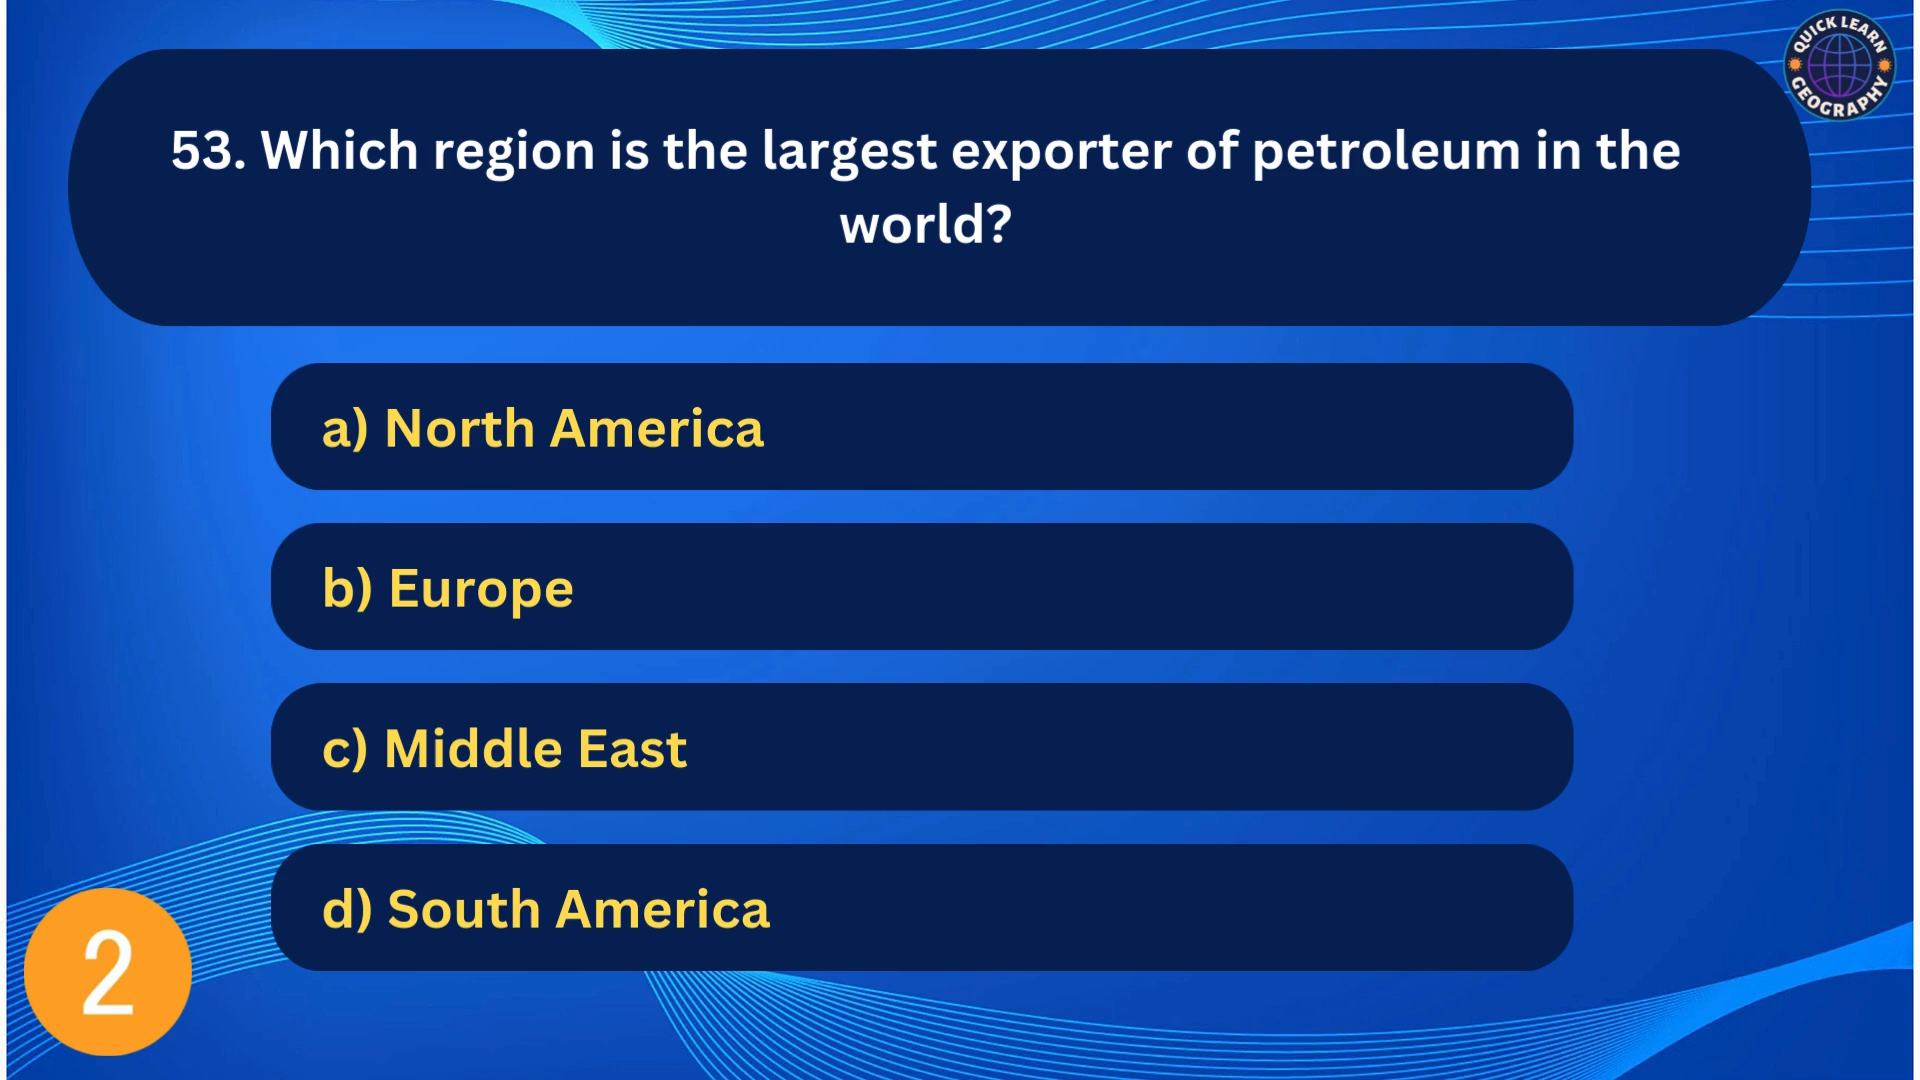 QUICK LEARN
GEOGRAPHY
53. Which region is the largest exporter of petroleum in the
world?
a) North America
b) Europe
c) Middle East
d) South America
2